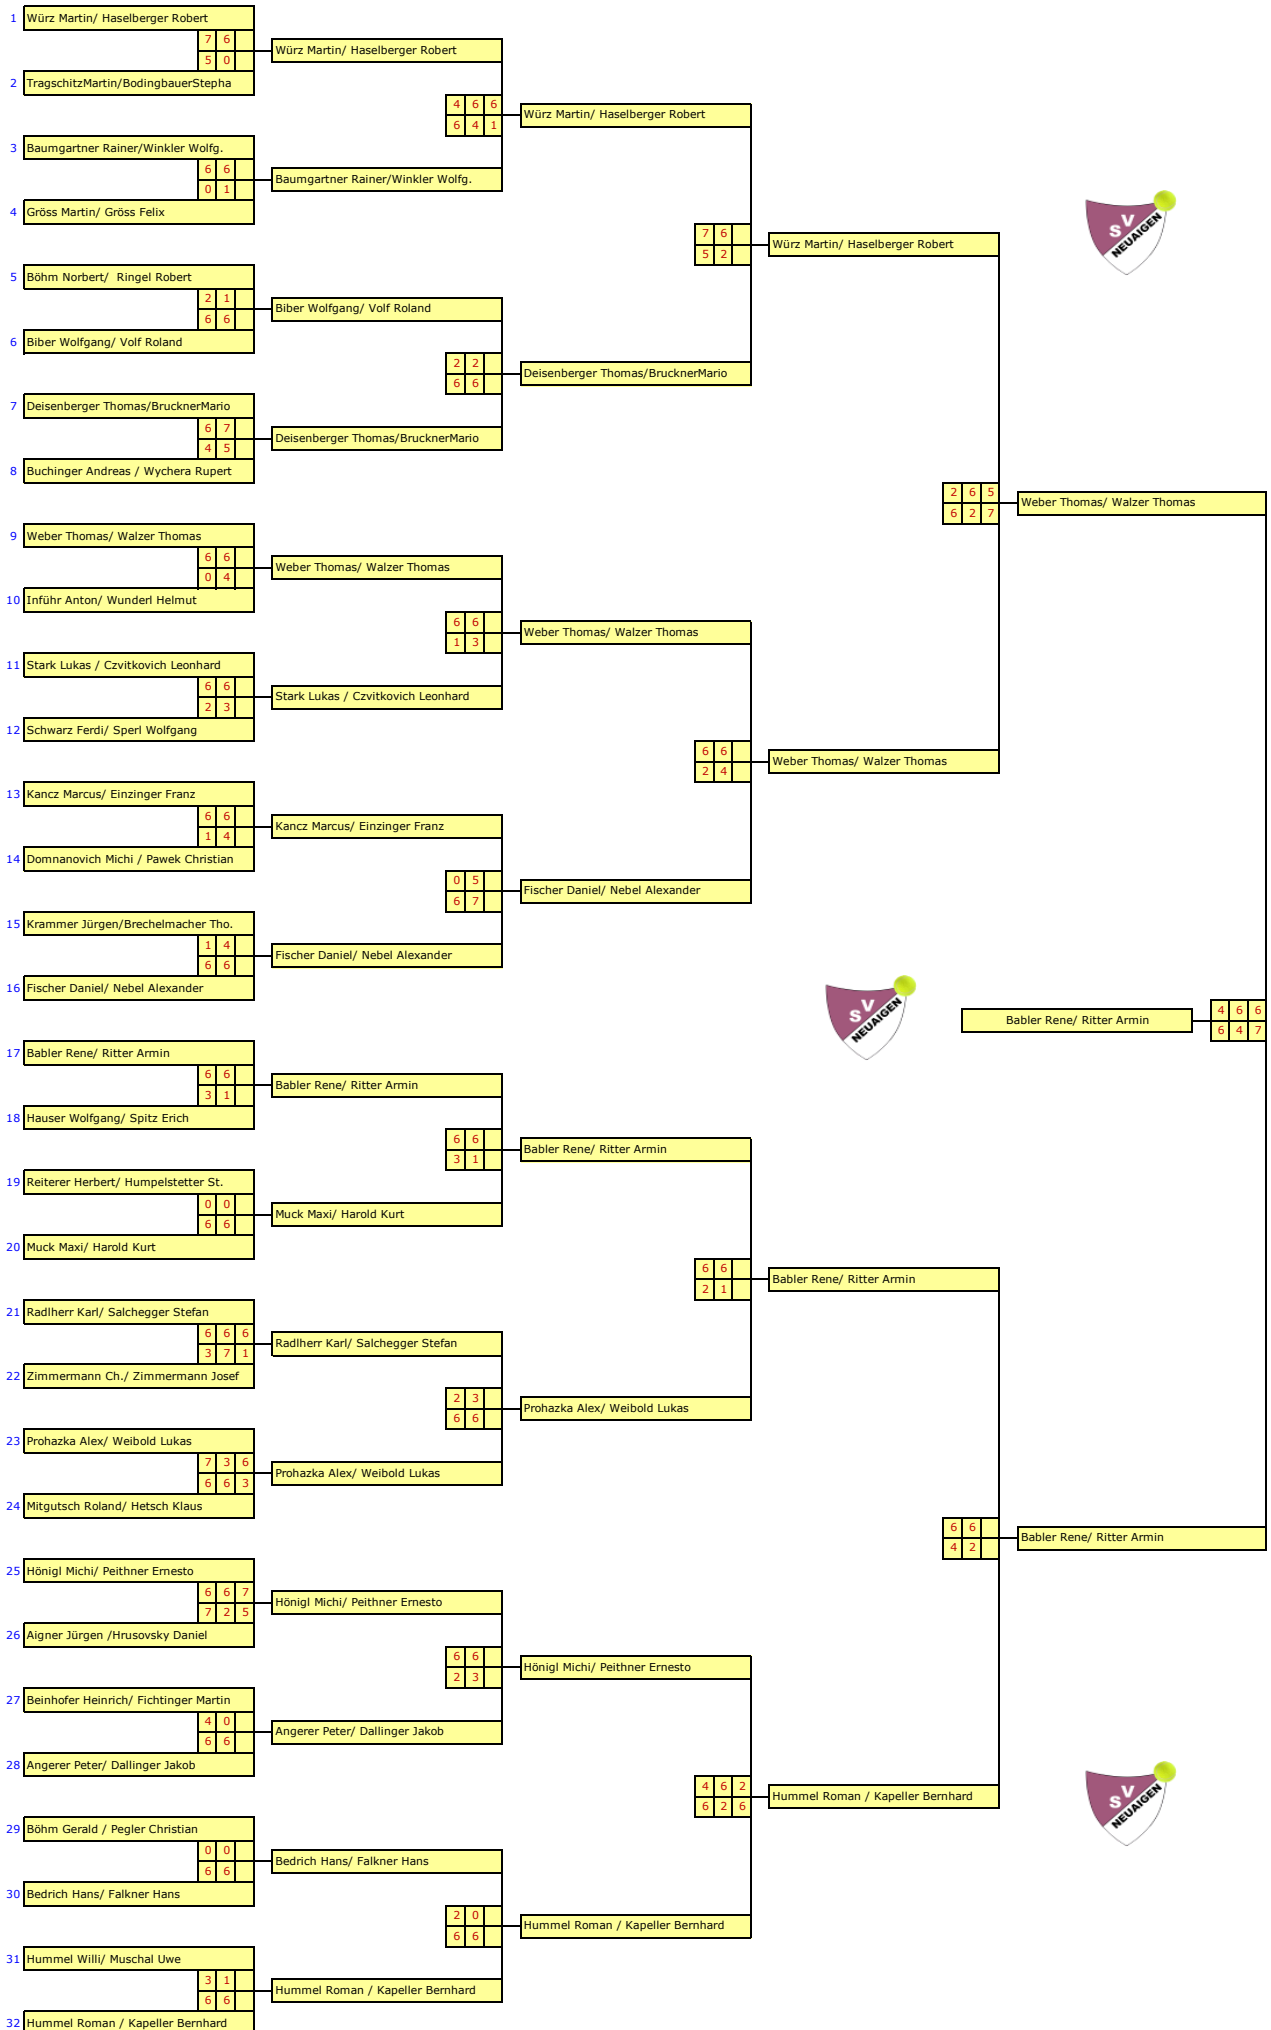 1 Würz Martin/ Haselberger Robert
7 6
5 0
Würz Martin/ Haselberger Robert
2 TragschitzMartin/BodingbauerStepha
4 6 6
6 4 1
Würz Martin/ Haselberger Robert
3 Baumgartner Rainer/Winkler Wolfg.
6 6
0 1
Baumgartner Rainer/Winkler Wolfg.
4 Gröss Martin/ Gröss Felix
SV NEUAIGEN
7 6
5 2
Würz Martin/ Haselberger Robert
5 Böhm Norbert/ Ringel Robert
2 1
6 6
Biber Wolfgang/ Volf Roland
6 Biber Wolfgang/ Volf Roland
2 2
6 6
Deisenberger Thomas/BrucknerMario
7 Deisenberger Thomas/BrucknerMario
6 7
4 5
Deisenberger Thomas/BrucknerMario
8 Buchinger Andreas / Wychera Rupert
2 6 5
6 2 7
Weber Thomas/ Walzer Thomas
9 Weber Thomas/ Walzer Thomas
6 6
0 4
Weber Thomas/ Walzer Thomas
10 Inführ Anton/ Wunderl Helmut
6 6
1 3
Weber Thomas/ Walzer Thomas
11 Stark Lukas / Czvitkovich Leonhard
6 6
2 3
Stark Lukas / Czvitkovich Leonhard
12 Schwarz Ferdi/ Sperl Wolfgang
6 6
2 4
Weber Thomas/ Walzer Thomas
13 Kancz Marcus/ Einzinger Franz
6 6
1 4
Kancz Marcus/ Einzinger Franz
14 Domnanovich Michi / Pawek Christian
0 5
6 7
Fischer Daniel/ Nebel Alexander
15 Krammer Jürgen/Brechelmacher Tho.
1 4
6 6
Fischer Daniel/ Nebel Alexander
16 Fischer Daniel/ Nebel Alexander
SV NEUAIGEN
Babler Rene/ Ritter Armin
4 6 6
6 4 7
17 Babler Rene/ Ritter Armin
6 6
3 1
Babler Rene/ Ritter Armin
18 Hauser Wolfgang/ Spitz Erich
6 6
3 1
Babler Rene/ Ritter Armin
19 Reiterer Herbert/ Humpelstetter St.
0 0
6 6
Muck Maxi/ Harold Kurt
20 Muck Maxi/ Harold Kurt
6 6
2 1
Babler Rene/ Ritter Armin
21 Radlherr Karl/ Salchegger Stefan
6 6 6
3 7 1
Radlherr Karl/ Salchegger Stefan
22 Zimmermann Ch./ Zimmermann Josef
2 3
6 6
Prohazka Alex/ Weibold Lukas
23 Prohazka Alex/ Weibold Lukas
7 3 6
6 6 3
Prohazka Alex/ Weibold Lukas
24 Mitgutsch Roland/ Hetsch Klaus
6 6
4 2
Babler Rene/ Ritter Armin
25 Hönigl Michi/ Peithner Ernesto
6 6 7
7 2 5
Hönigl Michi/ Peithner Ernesto
26 Aigner Jürgen /Hrusovsky Daniel
6 6
2 3
Hönigl Michi/ Peithner Ernesto
27 Beinhofer Heinrich/ Fichtinger Martin
4 0
6 6
Angerer Peter/ Dallinger Jakob
28 Angerer Peter/ Dallinger Jakob
4 6 2
6 2 6
Hummel Roman / Kapeller Bernhard
SV NEUAIGEN
29 Böhm Gerald / Pegler Christian
0 0
6 6
Bedrich Hans/ Falkner Hans
30 Bedrich Hans/ Falkner Hans
2 0
6 6
Hummel Roman / Kapeller Bernhard
31 Hummel Willi/ Muschal Uwe
3 1
6 6
Hummel Roman / Kapeller Bernhard
32 Hummel Roman / Kapeller Bernhard